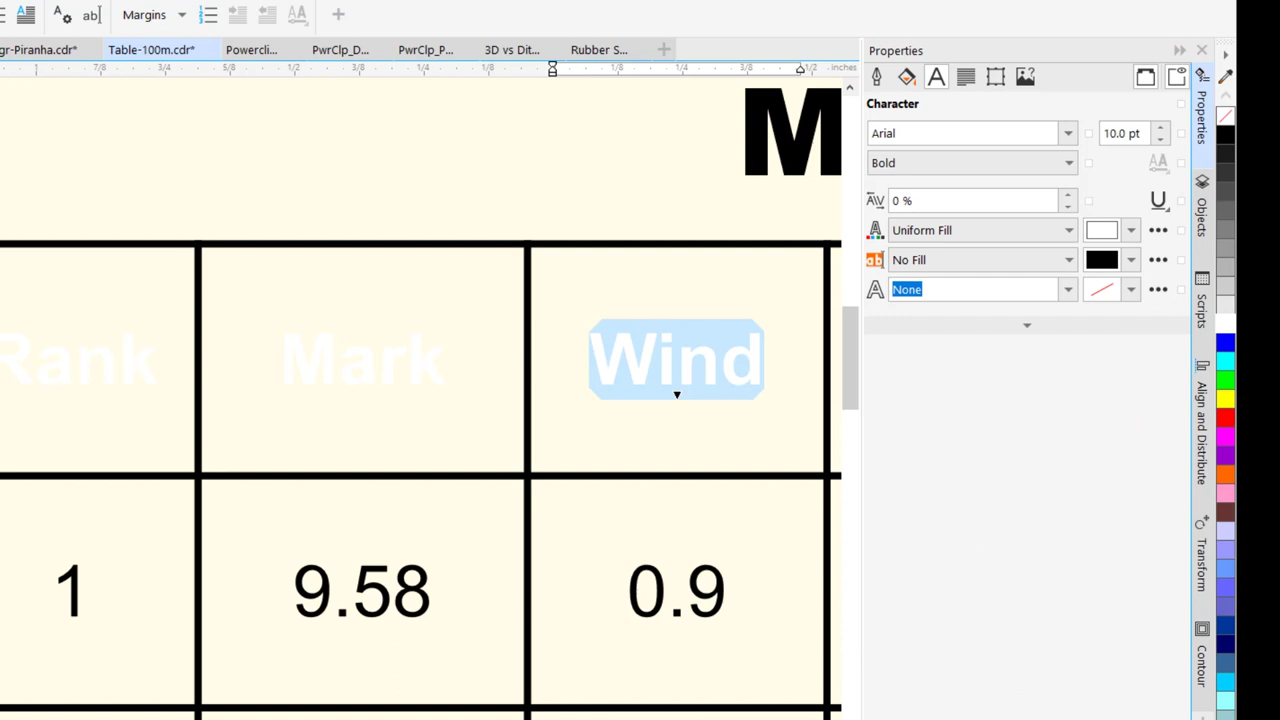 Margins
gr-Piranha.cdr*
Table-100m.cdr*
Powercli...
PwrClp_D...
PwrClp_P...
3D vs Dit...
Rubber S...
1 7/8 3/4 5/8 1/2 3/8 1/4 1/8 1/8 1/4 3/8 1/2 inches
M
Rank
Mark
Wind
1
9.58
0.9
Properties
Character
Arial
10.0 pt
Bold
0 %
Uniform Fill
No Fill
None
Properties
Objects
Scripts
Align and Distribute
Transform
Contour